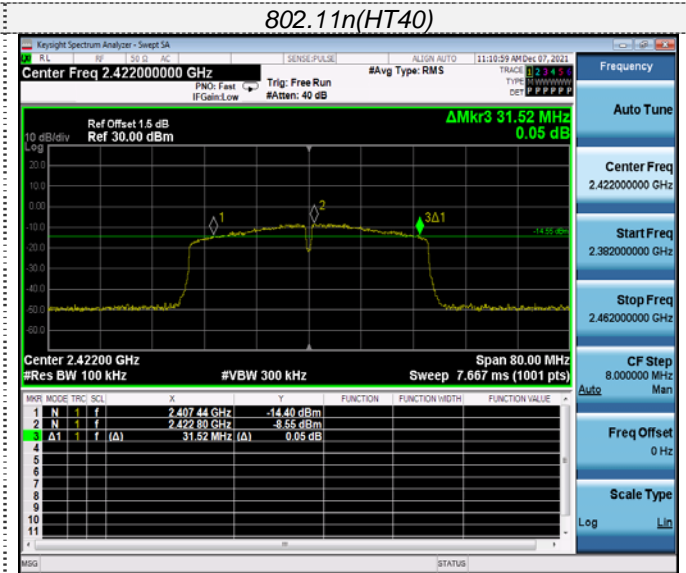 802.11n(HT40)
Keysight Spectrum Analyzer - Swept SA
RL RF 50 Ω AC SENSE:PULSE ALIGN AUTO 11:10:59 AM Dec 07, 2021
Center Freq 2.422000000 GHz #Avg Type: RMS TRACE 1 2 3 4 5 6
PNO: Fast Trig: Free Run TYPE M WWWWW
IFGain:Low #Atten: 40 dB DET P P P P P P
Frequency
Auto Tune
Center Freq
2.422000000 GHz
Start Freq
2.382000000 GHz
Stop Freq
2.462000000 GHz
CF Step
8.000000 MHz
Auto Man
Freq Offset
0 Hz
Scale Type
Log Lin
ΔMkr3 31.52 MHz
0.05 dB
Ref Offset 1.5 dB
10 dB/div Ref 30.00 dBm
Log
20.0
10.0
0.00
-10.0
-20.0
-30.0
-40.0
-50.0
-60.0
1
2
3Δ1
-14.55 dBm
Center 2.42200 GHz Span 80.00 MHz
#Res BW 100 kHz #VBW 300 kHz Sweep 7.667 ms (1001 pts)
MKR MODE TRC SCL X Y FUNCTION FUNCTION WIDTH FUNCTION VALUE
1 N 1 f 2.407 44 GHz -14.40 dBm
2 N 1 f 2.422 80 GHz -8.55 dBm
3 Δ1 1 f (Δ) 31.52 MHz (Δ) 0.05 dB
4
5
6
7
8
9
10
11
MSG STATUS